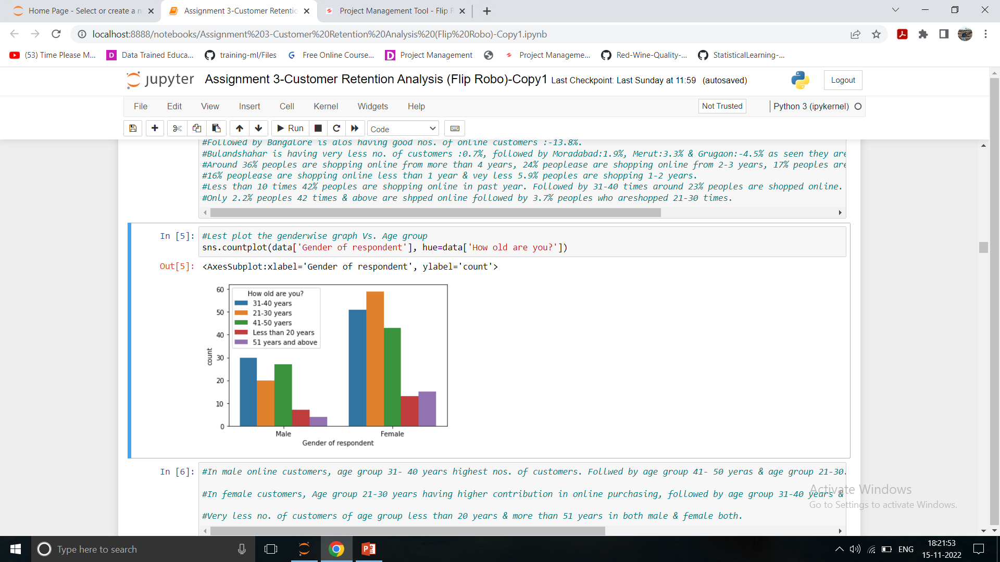 Home Page - Select or create a n
Assignment 3-Customer Retentic
Project Management Tool - Flip R
localhost:8888/notebooks/Assignment%203-Customer%20Retention%20Analysis%20(Flip%20Robo)-Copy1.ipynb
(53) Time Please M...
Data Trained Educa...
training-ml/Files
Free Online Course...
Project Management
Project Manageme...
Red-Wine-Quality-...
StatisticalLearning-...
jupyter Assignment 3-Customer Retention Analysis (Flip Robo)-Copy1 Last Checkpoint: Last Sunday at 11:59 (autosaved)
Logout
File Edit View Insert Cell Kernel Widgets Help
Not Trusted
Python 3 (ipykernel)
Run
Code
#Followed by Bangalore is alos having good nos. of online customers :-13.8%.
#Bulandshahar is having very less no. of customers :0.7%, followed by Moradabad:1.9%, Merut:3.3% & Grugaon:-4.5% as seen they are
#Around 36% peoples are shopping online from more than 4 years, 24% peoplease are shopping online from 2-3 years, 17% peoples are
#16% peoplease are shopping online less than 1 year & vey less 5.9% peoples are shopping 1-2 years.
#Less than 10 times 42% peoples are shopping online in past year. Followed by 31-40 times around 23% peoples are shopped online.
#Only 2.2% peoples 42 times & above are shpped online followed by 3.7% peoples who areshopped 21-30 times.
In [5]: #Lest plot the genderwise graph Vs. Age group
sns.countplot(data['Gender of respondent'], hue=data['How old are you?'])
Out[5]: <AxesSubplot:xlabel='Gender of respondent', ylabel='count'>
60
50
40
30
20
10
0
count
How old are you?
31-40 years
21-30 years
41-50 yaers
Less than 20 years
51 years and above
Male
Female
Gender of respondent
In [6]: #In male online customers, age group 31- 40 years highest nos. of customers. Follwed by age group 41- 50 yeras & age group 21-30.
#In female customers, Age group 21-30 years having higher contribution in online purchasing, followed by age group 31-40 years &
#Very less no. of customers of age group less than 20 years & more than 51 years in both male & female both.
Activate Windows
Go to Settings to activate Windows.
Type here to search
ENG
18:21:53
15-11-2022